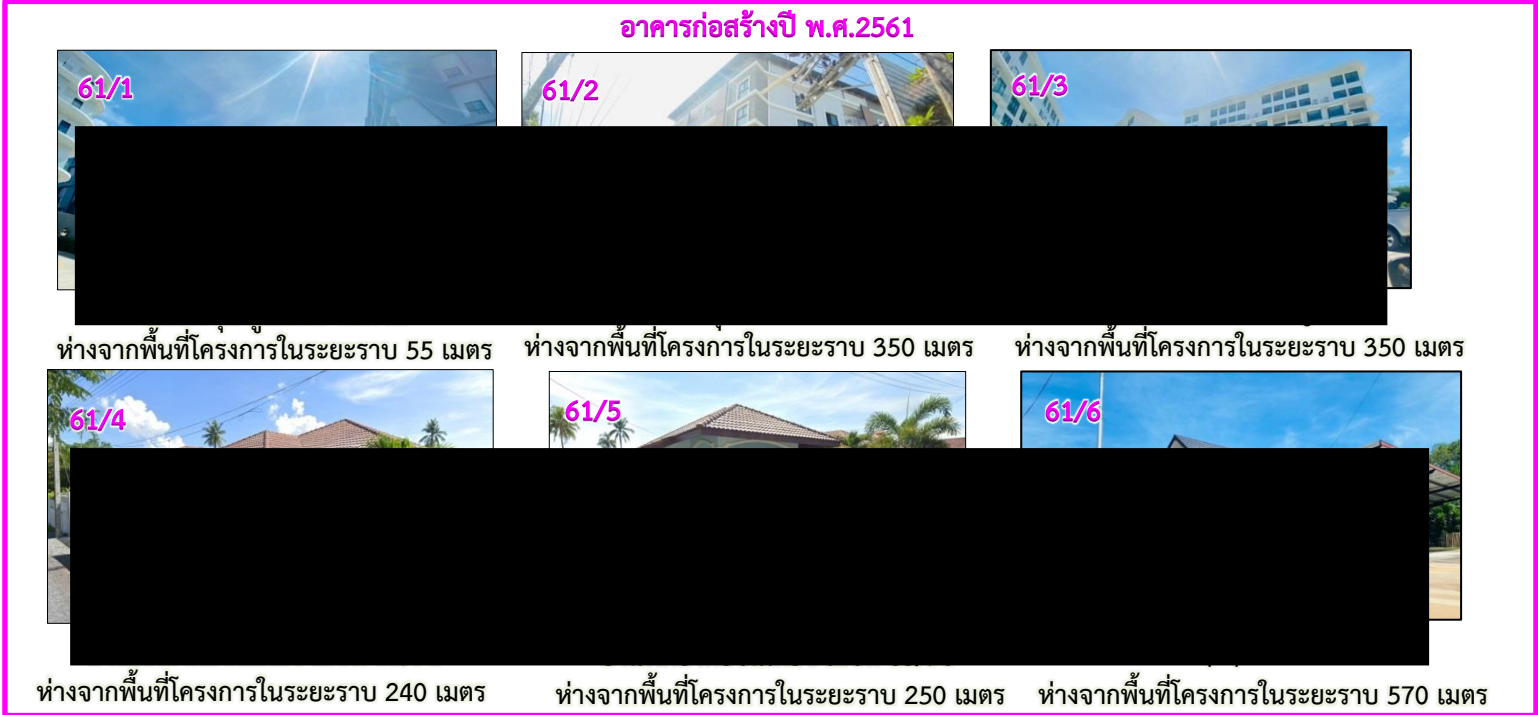 อาคารก่อสร้างปี พ.ศ.2561
61/1
61/2
61/3
ห่างจากพื้นที่โครงการในระยะราบ 55 เมตร
ห่างจากพื้นที่โครงการในระยะราบ 350 เมตร
ห่างจากพื้นที่โครงการในระยะราบ 350 เมตร
61/4
61/5
61/6
ห่างจากพื้นที่โครงการในระยะราบ 240 เมตร
ห่างจากพื้นที่โครงการในระยะราบ 250 เมตร
ห่างจากพื้นที่โครงการในระยะราบ 570 เมตร